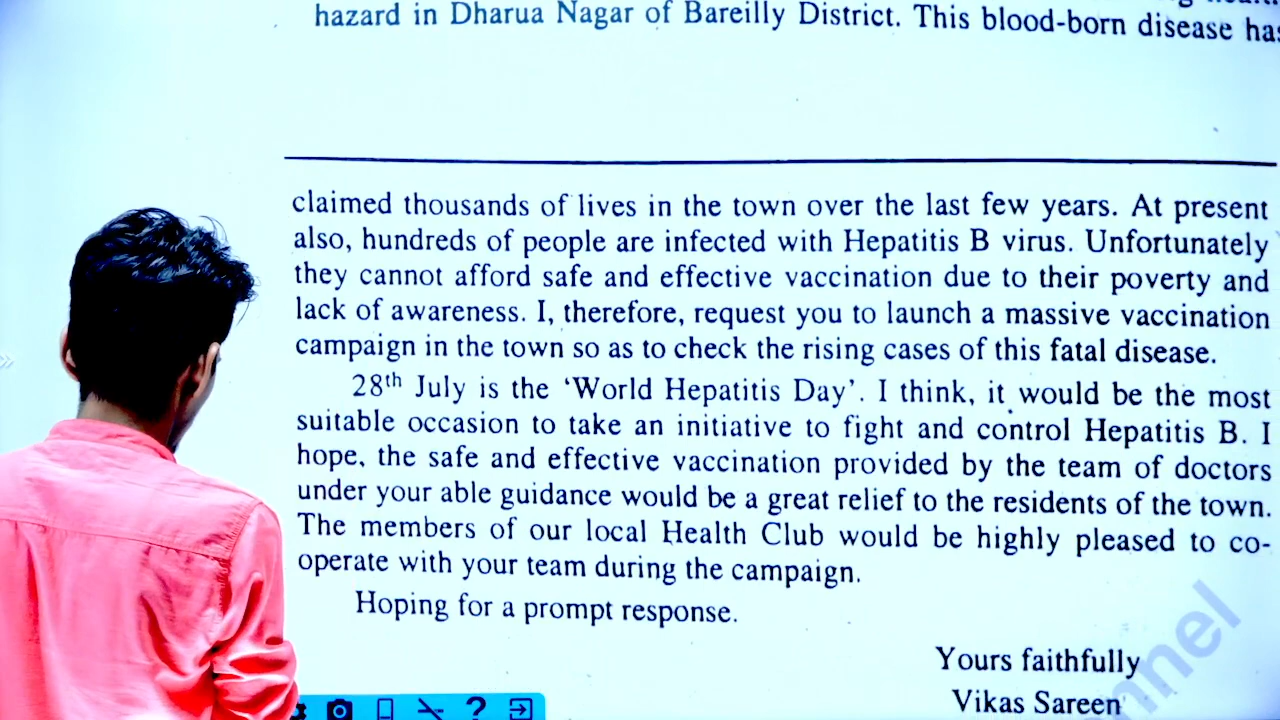 hazard in Dharua Nagar of Bareilly District. This blood-born disease has
claimed thousands of lives in the town over the last few years. At present
also, hundreds of people are infected with Hepatitis B virus. Unfortunately
they cannot afford safe and effective vaccination due to their poverty and
lack of awareness. I, therefore, request you to launch a massive vaccination
campaign in the town so as to check the rising cases of this fatal disease.
28th July is the ‘World Hepatitis Day’. I think, it would be the most
suitable occasion to take an initiative to fight and control Hepatitis B. I
hope, the safe and effective vaccination provided by the team of doctors
under your able guidance would be a great relief to the residents of the town.
The members of our local Health Club would be highly pleased to co-
operate with your team during the campaign.
Hoping for a prompt response.
Yours faithfully
Vikas Sareen